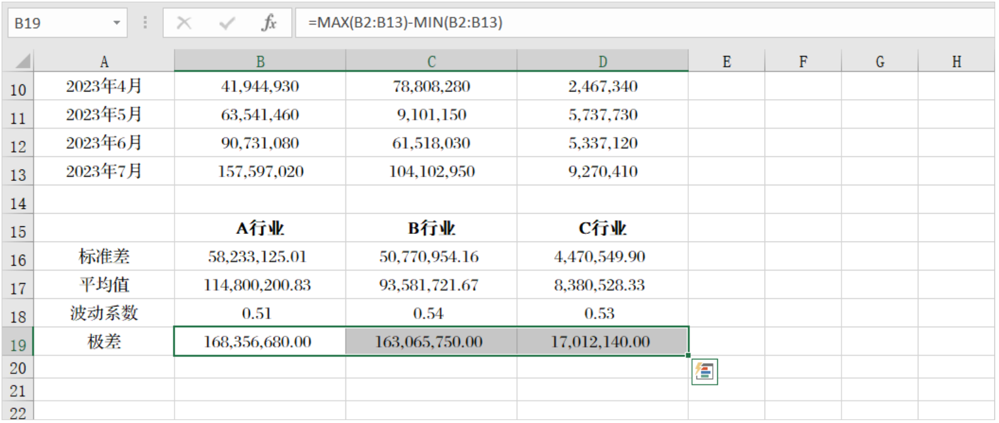 B19 fx =MAX(B2:B13)-MIN(B2:B13)
A B C D E F G H
10 2023年4月 41,944,930 78,808,280 2,467,340
11 2023年5月 63,541,460 9,101,150 5,737,730
12 2023年6月 90,731,080 61,518,030 5,337,120
13 2023年7月 157,597,020 104,102,950 9,270,410
14
15 A行业 B行业 C行业
16 标准差 58,233,125.01 50,770,954.16 4,470,549.90
17 平均值 114,800,200.83 93,581,721.67 8,380,528.33
18 波动系数 0.51 0.54 0.53
19 极差 168,356,680.00 163,065,750.00 17,012,140.00
20
21
22